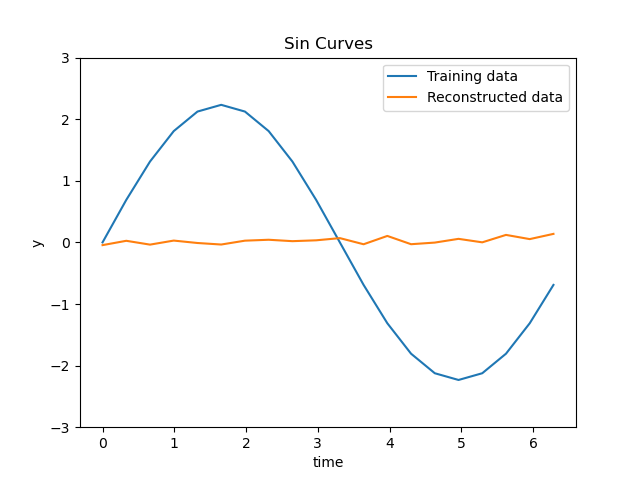 Sin Curves
Training data
Reconstructed data
3
2
1
0
−1
−2
−3
y
0 1 2 3 4 5 6
time